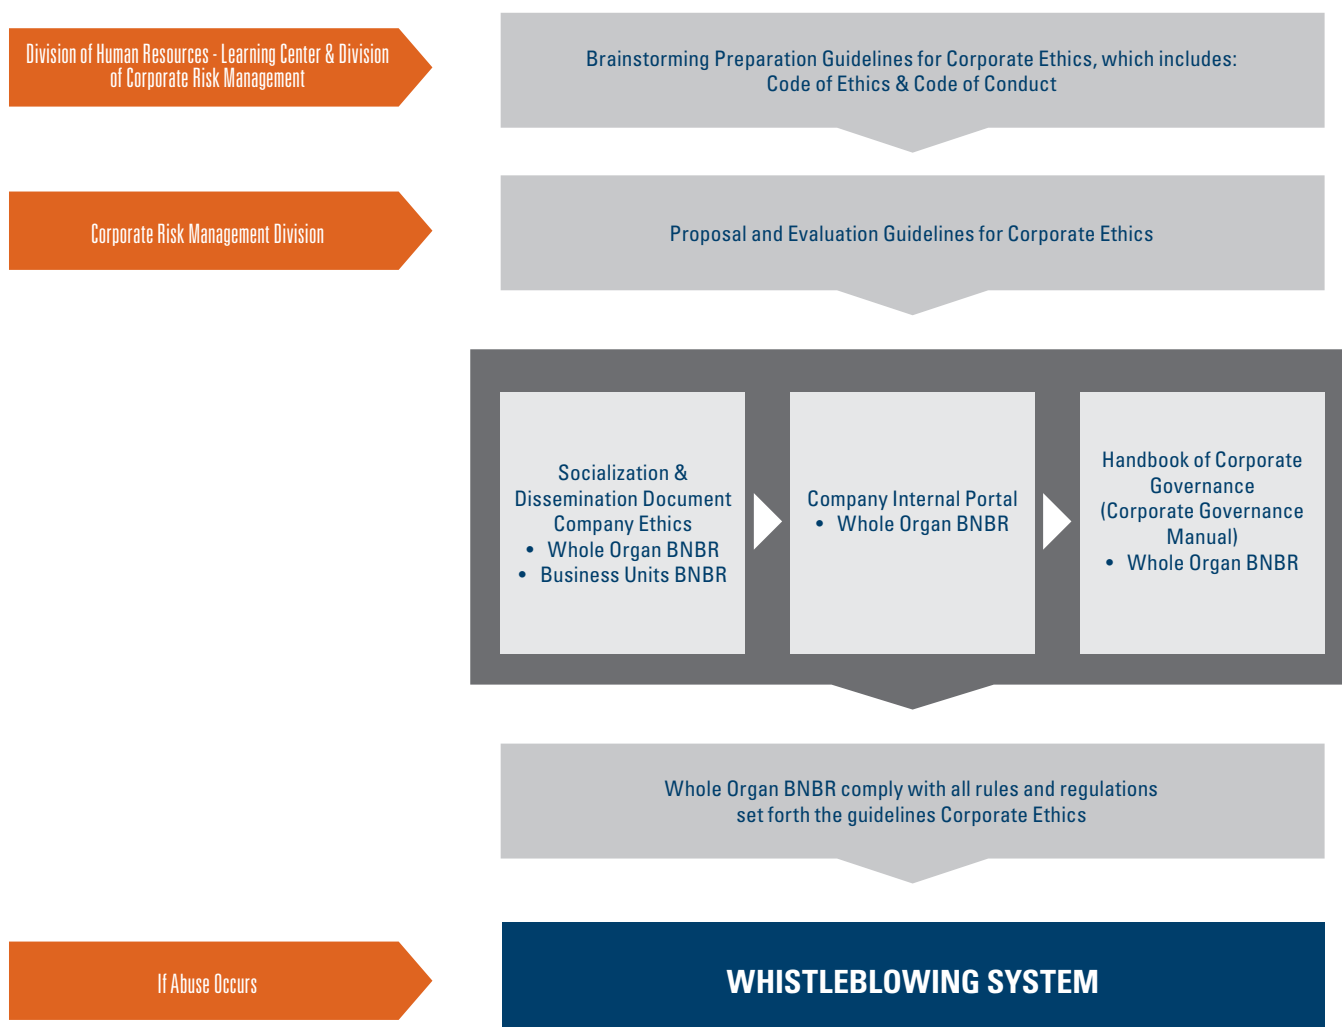 Division of Human Resources - Learning Center & Division
of Corporate Risk Management
Brainstorming Preparation Guidelines for Corporate Ethics, which includes:
Code of Ethics & Code of Conduct
Corporate Risk Management Division
Proposal and Evaluation Guidelines for Corporate Ethics
Socialization &
Dissemination Document
Company Ethics
• Whole Organ BNBR
• Business Units BNBR
Company Internal Portal
• Whole Organ BNBR
Handbook of Corporate
Governance
(Corporate Governance
Manual)
• Whole Organ BNBR
Whole Organ BNBR comply with all rules and regulations
set forth the guidelines Corporate Ethics
If Abuse Occurs
WHISTLEBLOWING SYSTEM